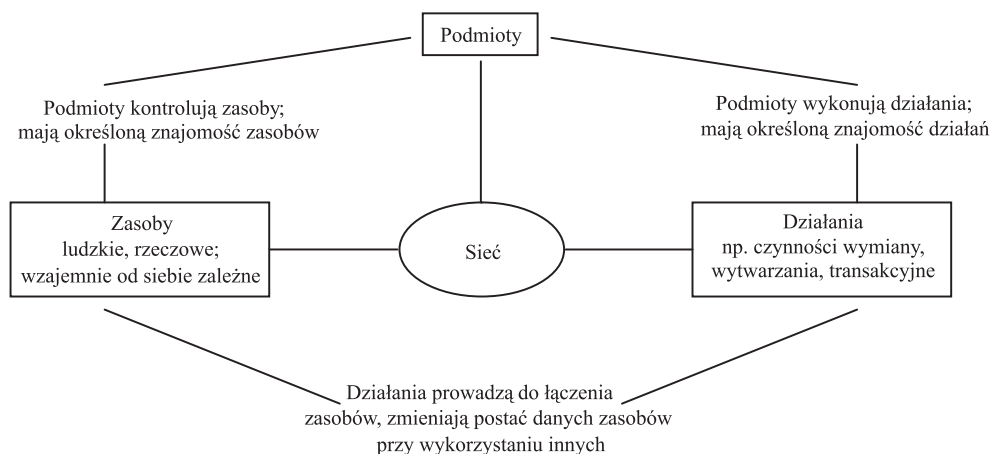 Podmioty
Podmioty kontrolują zasoby;
mają określoną znajomość zasobów
Podmioty wykonują działania;
mają określoną znajomość działań
Zasoby
ludzkie, rzeczowe;
wzajemnie od siebie zależne
Sieć
Działania
np. czynności wymiany,
wytwarzania, transakcyjne
Działania prowadzą do łączenia
zasobów, zmieniają postać danych zasobów
przy wykorzystaniu innych